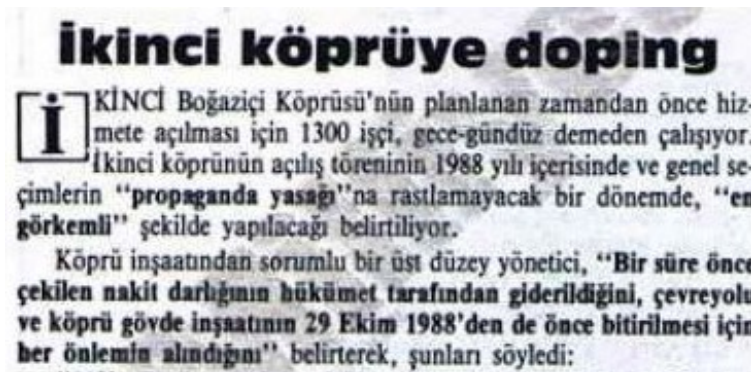 İkinci köprüye doping
İKİNCİ Boğaziçi Köprüsü'nün planlanan zamandan önce hiz-
mete açılması için 1300 işçi, gece-gündüz demeden çalışıyor.
İkinci köprünün açılış töreninin 1988 yılı içerisinde ve genel se-
çimlerin “propaganda yasağı”na rastlamayacak bir dönemde, “en
görkemli” şekilde yapılacağı belirtiliyor.
Köprü inşaatından sorumlu bir üst düzey yönetici, “Bir süre önce
çekilen nakit darlığının hükümet tarafından giderildiğini, çevreyolu
ve köprü gövde inşaatının 29 Ekim 1988'den de önce bitirilmesi için
her önlemin alındığını” belirterek, şunları söyledi: